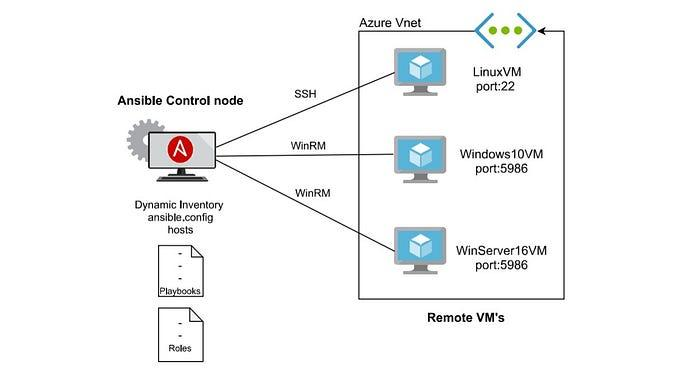 Azure Vnet
LinuxVM
port:22
SSH
Ansible Control node
WinRM
Windows10VM
port:5986
WinRM
Dynamic Inventory
ansible.config
hosts
WinServer16VM
port:5986
Playbooks
Remote VM's
Roles